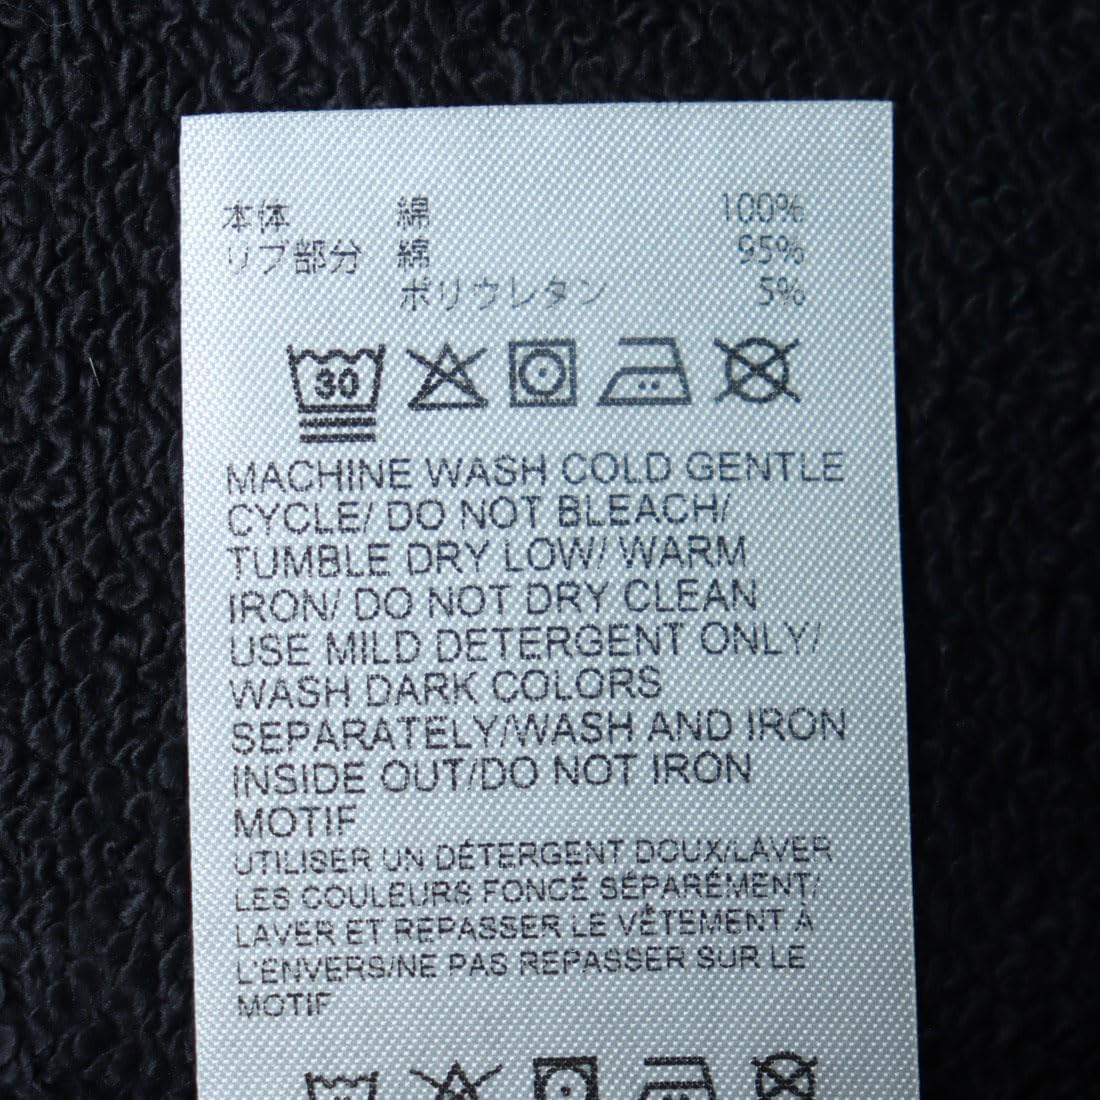 本体 綿 100%
リブ部分 綿 95%
ポリウレタン 5%
30
MACHINE WASH COLD GENTLE
CYCLE/ DO NOT BLEACH/
TUMBLE DRY LOW/ WARM
IRON/ DO NOT DRY CLEAN
USE MILD DETERGENT ONLY/
WASH DARK COLORS
SEPARATELY/WASH AND IRON
INSIDE OUT/DO NOT IRON
MOTIF
UTILISER UN DÉTERGENT DOUX/LAVER
LES COULEURS FONCÉ SÉPARÉMENT/
LAVER ET REPASSER LE VÊTEMENT À
L'ENVERS/NE PAS REPASSER SUR LE
MOTIF